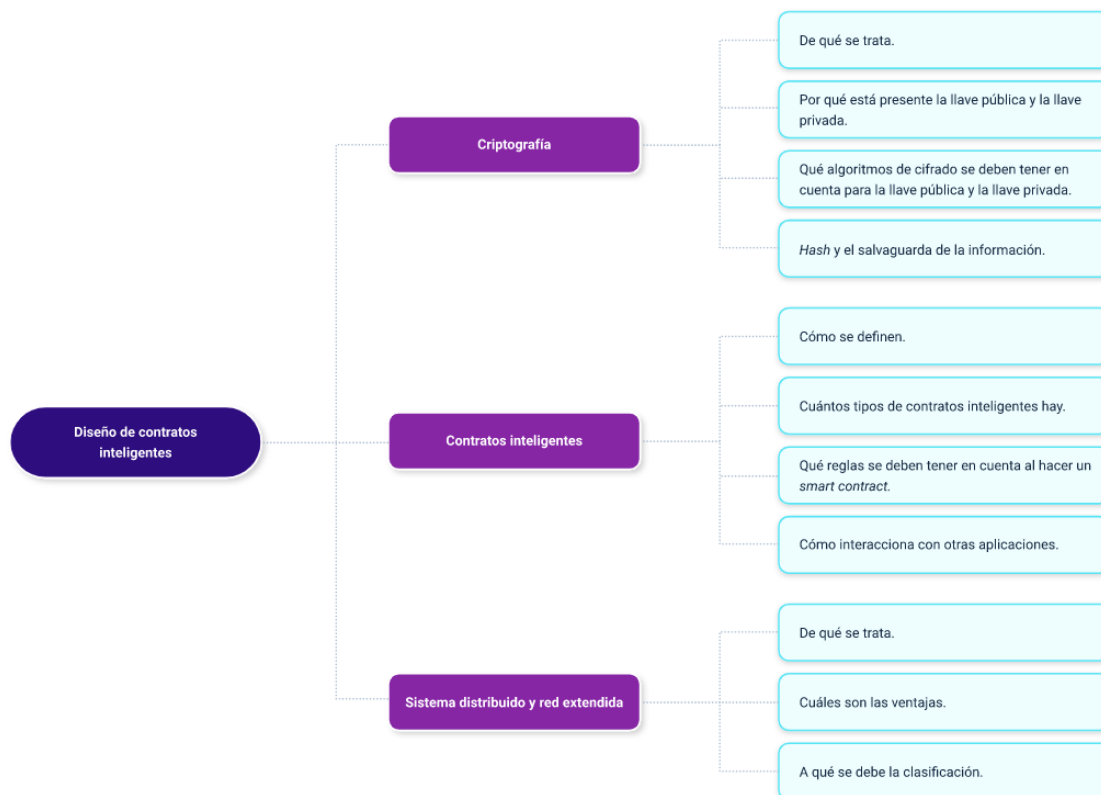 De qué se trata.
Por qué está presente la llave pública y la llave
privada.
Criptografía
Qué algoritmos de cifrado se deben tener en
cuenta para la llave pública y la llave privada.
Hash y el salvaguarda de la información.
Cómo se definen.
Cuántos tipos de contratos inteligentes hay.
Diseño de contratos
inteligentes
Contratos inteligentes
Qué reglas se deben tener en cuenta al hacer un
smart contract.
Cómo interacciona con otras aplicaciones.
De qué se trata.
Sistema distribuido y red extendida
Cuáles son las ventajas.
A qué se debe la clasificación.